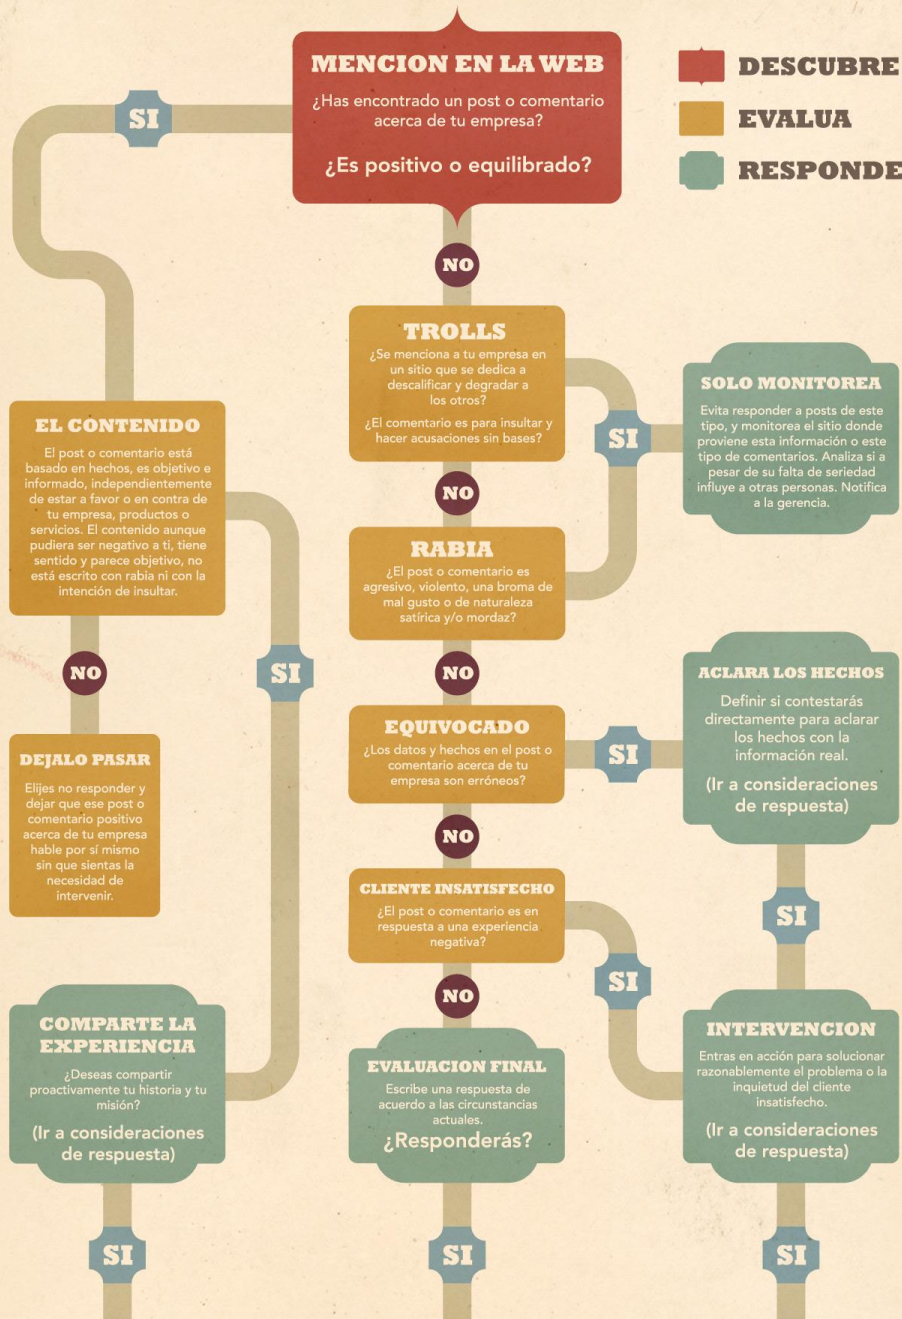 MENCION EN LA WEB
¿Has encontrado un post o comentario
acerca de tu empresa?
¿Es positivo o equilibrado?
DESCUBRE
EVALUA
RESPONDE
SI
NO
TROLLS
¿Se menciona a tu empresa en
un sitio que se dedica a
descalificar y degradar a
los otros?
¿El comentario es para insultar y
hacer acusaciones sin bases?
SI
SOLO MONITOREA
Evita responder a posts de este
tipo, y monitorea el sitio donde
proviene esta información o este
tipo de comentarios. Analiza si a
pesar de su falta de seriedad
influye a otras personas. Notifica
a la gerencia.
EL CONTENIDO
El post o comentario está
basado en hechos, es objetivo e
informado, independientemente
de estar a favor o en contra de
tu empresa, productos o
servicios. El contenido aunque
pudiera ser negativo a ti, tiene
sentido y parece objetivo, no
está escrito con rabia ni con la
intención de insultar.
NO
RABIA
¿El post o comentario es
agresivo, violento, una broma de
mal gusto o de naturaleza
satírica y/o mordaz?
NO
SI
NO
EQUIVOCADO
¿Los datos y hechos en el post o
comentario acerca de tu
empresa son erróneos?
SI
ACLARA LOS HECHOS
Definir si contestarás
directamente para aclarar
los hechos con la
información real.
(Ir a consideraciones
de respuesta)
DEJALO PASAR
Elijes no responder y
dejar que ese post o
comentario positivo
acerca de tu empresa
hable por sí mismo
sin que sientas la
necesidad de
intervenir.
NO
CLIENTE INSATISFECHO
¿El post o comentario es en
respuesta a una experiencia
negativa?
SI
SI
NO
COMPARTE LA
EXPERIENCIA
¿Deseas compartir
proactivamente tu historia y tu
misión?
(Ir a consideraciones
de respuesta)
EVALUACION FINAL
Escribe una respuesta de
acuerdo a las circunstancias
actuales.
¿Responderás?
INTERVENCION
Entras en acción para solucionar
razonablemente el problema o la
inquietud del cliente
insatisfecho.
(Ir a consideraciones
de respuesta)
SI
SI
SI